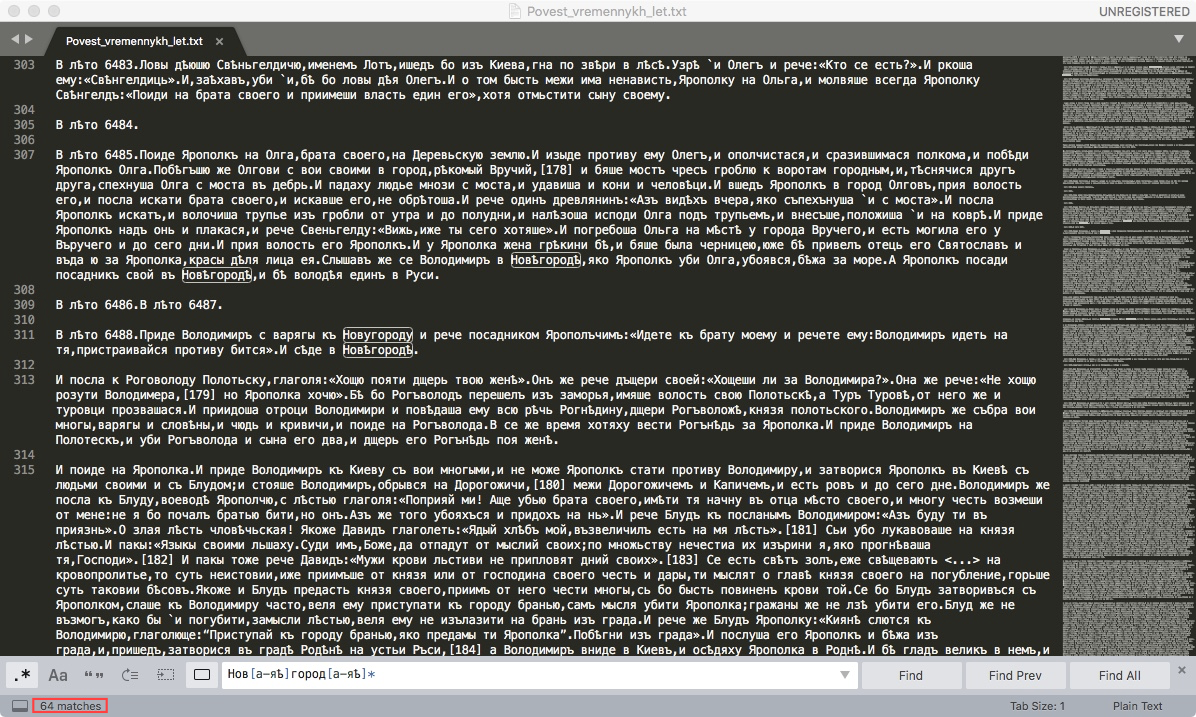 Povest_vremennykh_let.txt
UNREGISTERED
Povest_vremennykh_let.txt ×
303 В лѣто 6483.Ловы дѣюшю Свѣньгелдичю,именемъ Лотъ,ишедъ бо изъ Киева,гна по звѣри в лѣсѣ.Узрѣ `и Олегъ и рече:«Кто се есть?».И ркоша
ему:«Свѣнгелдиць».И,заѣхавъ,уби `и,бѣ бо ловы дѣя Олегъ.И о том бысть межи има ненависть,Ярополку на Ольга,и молвяше всегда Ярополку
Свѣнгелдъ:«Поиди на брата своего и приимеши власть един его»,хотя отмьстити сыну своему.
304
305 В лѣто 6484.
306
307 В лѣто 6485.Поиде Ярополкъ на Олга,брата своего,на Деревьскую землю.И изыде противу ему Олегъ,и ополчистася,и сразившимася полкома,и побѣди
Ярополкъ Олга.Побѣгъшю же Олгови с вои своими в город,рѣкомый Вручий,[178] и бяше мостъ чресъ гроблю к воротам городным,и,тѣснячися другъ
друга,спехнуша Олга с моста въ дебрь.И падаху людье мнози с моста,и удавиша и кони и человѣци.И вшедъ Ярополкъ в город Олговъ,прия волость
его,и посла искати брата своего,и искавше его,не обрѣтоша.И рече один древлянинъ:«Азъ видѣхъ вчера,яко съпехънуша `и с моста».И посла
Ярополкъ искатъ,и волочиша трупье изъ гробли от утра и до полудни,и налѣзоша исподи Олга подъ трупьемъ,и внесъше,положиша `и на коврѣ.И приде
Ярополкъ надъ онь и плакася,и рече Свеньгелду:«Вижь,иже ты сего хотяше».И погребоша Ольга на мѣстѣ у города Вручего,и есть могила его у
Въручего и до сего дни.И прия волость его Ярополкъ.И у Ярополка жена грѣкини бѣ,и бяше была черницею,юже бѣ привелъ отець его Святославъ и
въда ю за Ярополка,красы дѣля лица ея.Слышавъ же се Володимиръ в Новѣгородѣ,яко Ярополкъ уби Олга,убоявся,бѣжа за море.А Ярополкъ посади
посадникъ свой въ Новѣгородѣ,и бѣ володѣя единъ в Руси.
308
309 В лѣто 6486.В лѣто 6487.
310
311 В лѣто 6488.Приде Володимиръ с варягы къ Новугороду и рече посадником Яропольчимъ:«Идете къ брату моему и речете ему:Володимиръ идеть на
тя,пристраивайся противу битса».И сѣде в Новѣгородѣ.
312
313 И посла к Роговолоду Полотьску,глаголя:«Хощю пояти дщерь твою женѣ».Онъ же рече дъщери своей:«Хощеши ли за Володимира?».Она же рече:«Не хощю
розути Володимера,[179] но Ярополка хочю».БѢ бо Рогъволодъ перешелъ изъ заморья,имяше волость свою Полотьскѣ,а Туръ Туровѣ,от него же и
туровци прозвашася.И приидоша отроци Володимири и повѣдаша ему всю рѣчь Рогнѣдину,дщери Рогъволожѣ,князя полотьского.Володимиръ же събра вои
многы,варягы и словѣны,и чюдь и кривичи,и поиде на Рогъволода.В се же время хотяху вести Рогънѣдь за Ярополка.И приде Володимиръ на
Полотескъ,и уби Рогъволода и сына его два,и дщерь его Рогънѣдь поя женѣ.
314
315 И поиде на Ярополка.И приде Володимиръ къ Киеву съ вои многыми,и не може Ярополкъ стати противу Володимиру,и затворися Ярополкъ въ Киевѣ съ
людьми своими и съ Блудом;и стояше Володимиръ,обрывся на Дорогожичи,[180] межи Дорогожичемъ и Капичемъ,и есть ровъ и до сего дне.Володимиръ же
посла къ Блуду,воеводѣ Ярополчю,с лѣстью глаголя:«Поприяй ми! Аще убью брата своего,имѣти тя начну въ отца мѣсто своего,и многу честь возмеши
от мене:не я бо почалъ братью бити,но онъ.Азъ же того убояхъся и придохъ на нь».И рече Блудъ къ посланымъ Володимиром:«Азъ буду ти въ
приязнь».О злая лѣсть чловѣчьская! Якоже Давидъ глаголеть:«Ядый хлѣбъ мой,възвеличилъ есть на мя лѣсть».[181] Сьи убо лукавоваше на князя
лѣстью.И пакы:«Языкы своими льшаху.Суди имъ,Боже,да отпадут от мыслий своих;по множьству нечестиа их изърини я,яко прогнѣваша
тя,Господи».[182] И пакы тоже рече Давидъ:«Мужи крови льстиви не припловят дний своих».[183] Се есть свѣтъ золъ,еже свѣщевають <...> на
кровопролитье,то суть неистовии,иже приимъше от князя или от господина своего честь и дары,ти мыслят о главѣ князя своего на погубление,горьше
суть таковии бѣсовъ.Якоже и Блудъ предасть князя своего,приимъ от него чести многы,сь бо бысть повиненъ крови той.Се бо Блудъ затворивъся съ
Ярополком,слаше къ Володимиру часто,веля ему приступати къ городу бранью,самъ мысля убити Ярополка;гражаны же не лзѣ убити его.Блуд же не
възмогъ,како бы `и погубити,замысли лѣстью,веля ему не изълазити на брань изъ града.И рече же Блудъ Ярополку:«Киянѣ слются къ
Володимирю,глаголюще:“Приступай къ городу бранью,яко предамы ти Ярополка”.Побѣгни изъ града».И послуша его Ярополкъ и бѣжа изъ
града,и,пришедъ,затворися въ градѣ Родѣнѣ на устьи Ръси,[184] а Володимиръ вниде в Киевъ,и осѣдяху Ярополка в Роднѣ.И бѣ гладъ великъ в немъ,и
.* Aa “” Нов[а-яѣ]город[а-яѣ]* Find Find Prev Find All ×
64 matches Tab Size: 1 Plain Text